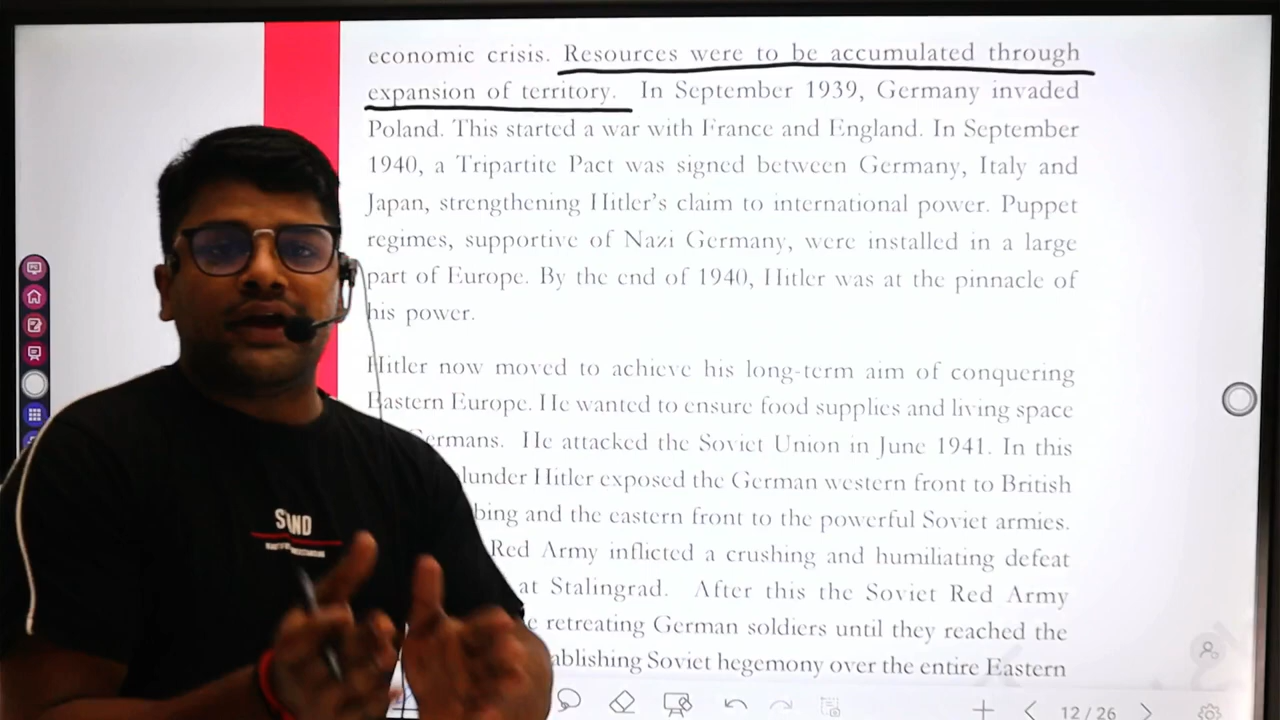 economic crisis. Resources were to be accumulated through
expansion of territory. In September 1939, Germany invaded
Poland. This started a war with France and England. In September
1940, a Tripartite Pact was signed between Germany, Italy and
Japan, strengthening Hitler's claim to international power. Puppet
regimes, supportive of Nazi Germany, were installed in a large
part of Europe. By the end of 1940, Hitler was at the pinnacle of
his power.
Hitler now moved to achieve his long-term aim of conquering
Eastern Europe. He wanted to ensure food supplies and living space
ermans. He attacked the Soviet Union in June 1941. In this
lunder Hitler exposed the German western front to British
bing and the eastern front to the powerful Soviet armies.
Red Army inflicted a crushing and humiliating defeat
at Stalingrad. After this the Soviet Red Army
e retreating German soldiers until they reached the
ablishing Soviet hegemony over the entire Eastern
12/26